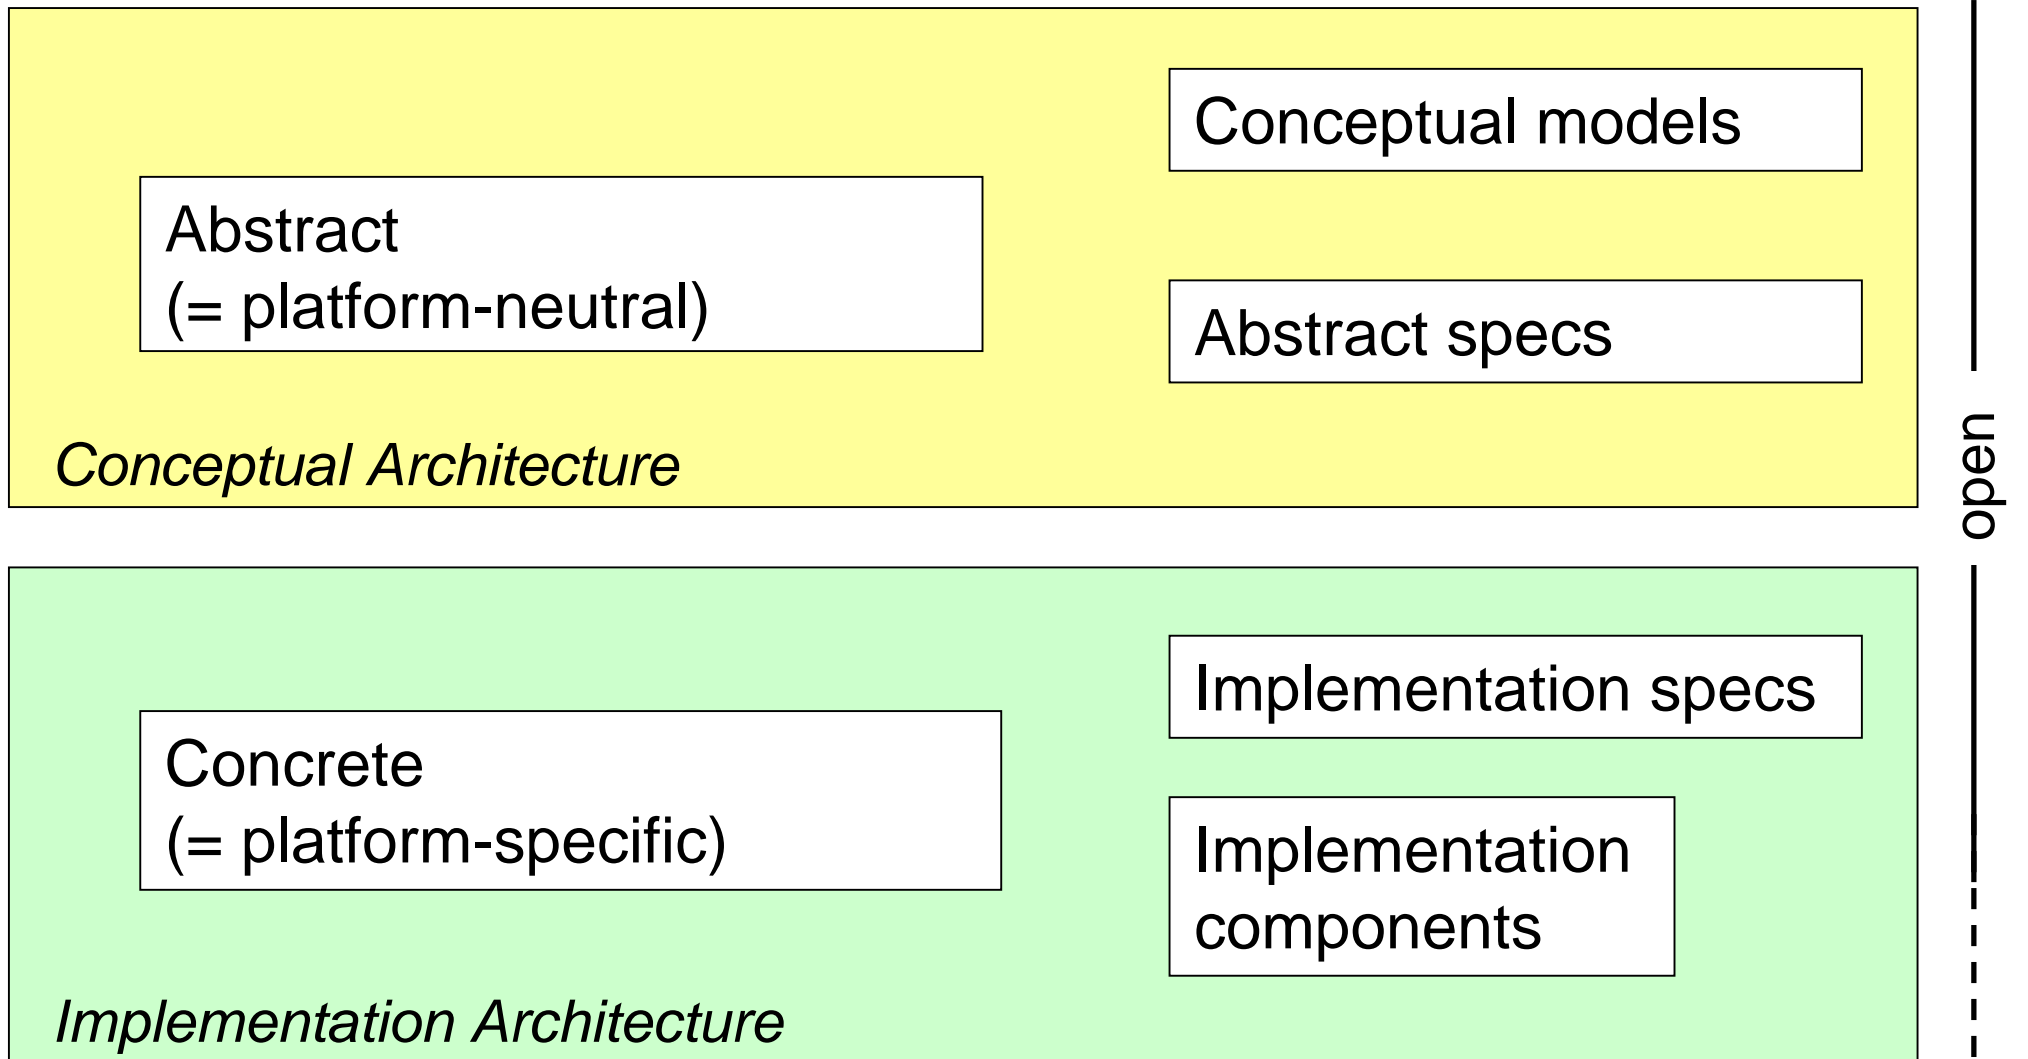 Conceptual models
Abstract
(= platform-neutral)
Abstract specs
Conceptual Architecture
open
Implementation specs
Concrete
(= platform-specific)
Implementation
components
Implementation Architecture